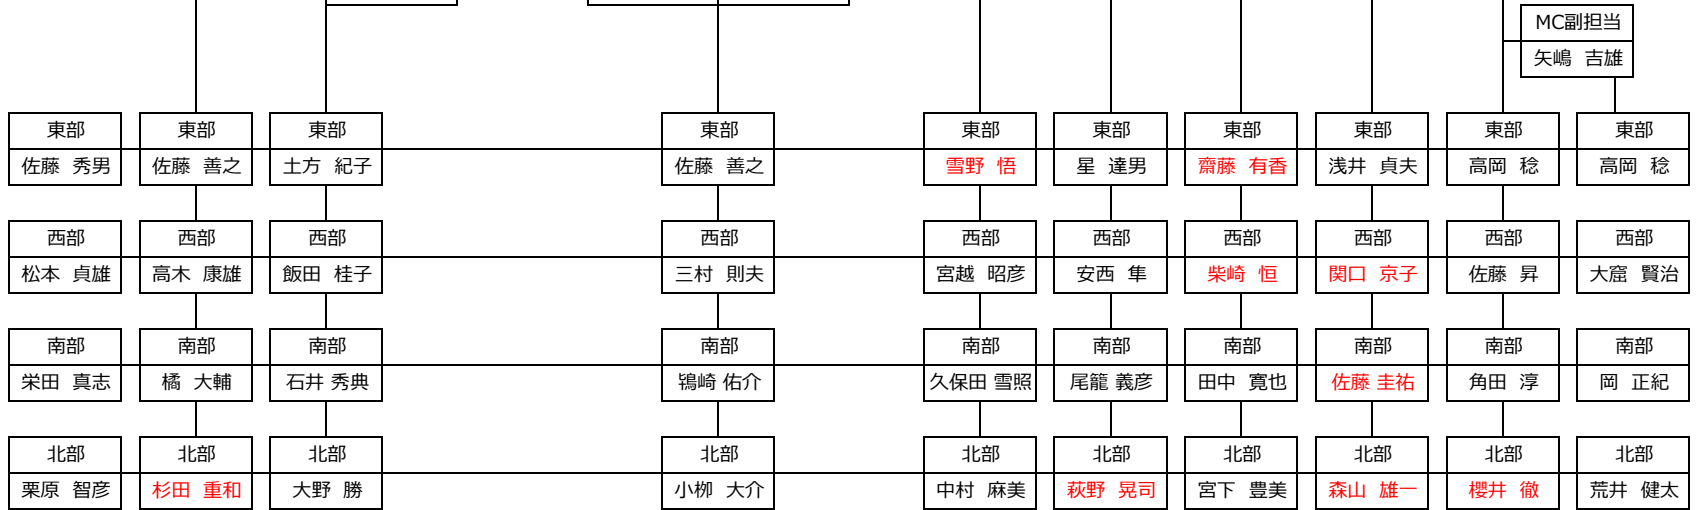 MC副担当
矢嶋 吉雄
東部 東部 東部 東部 東部 東部 東部 東部 東部 東部
佐藤 秀男 佐藤 善之 土方 紀子 佐藤 善之 雪野 悟 星 達男 齋藤 有香 浅井 貞夫 高岡 稔 高岡 稔
西部 西部 西部 西部 西部 西部 西部 西部 西部 西部
松本 貞雄 高木 康雄 飯田 桂子 三村 則夫 宮越 昭彦 安西 隼 柴崎 恒 関口 京子 佐藤 昇 大窟 賢治
南部 南部 南部 南部 南部 南部 南部 南部 南部 南部
栄田 真志 橘 大輔 石井 秀典 鴇崎 佑介 久保田 雪照 尾籠 義彦 田中 寛也 佐藤 圭祐 角田 淳 岡 正紀
北部 北部 北部 北部 北部 北部 北部 北部 北部 北部
栗原 智彦 杉田 重和 大野 勝 小栁 大介 中村 麻美 萩野 晃司 宮下 豊美 森山 雄一 櫻井 徹 荒井 健太